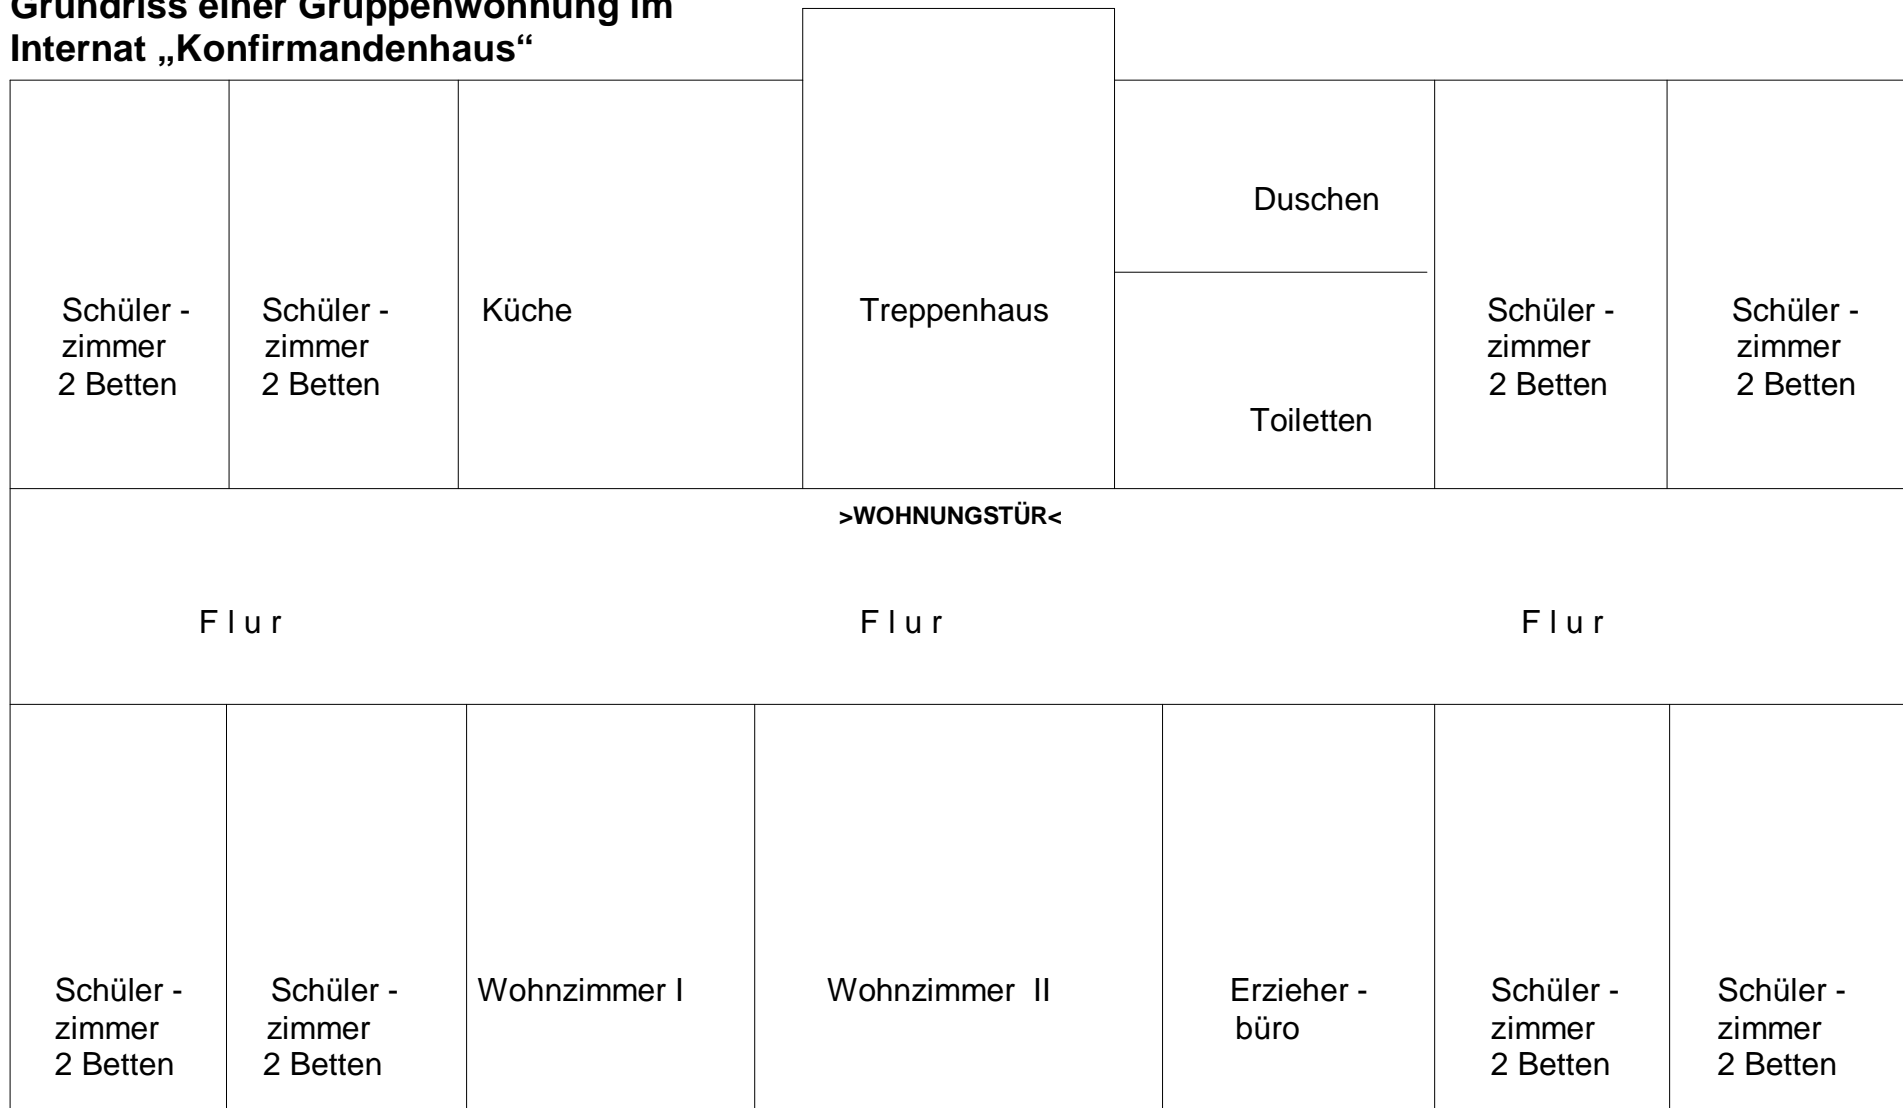 Grundriss einer Gruppenwohnung im
Internat „Konfirmandenhaus“
Duschen
Schüler -
zimmer
2 Betten
Schüler -
zimmer
2 Betten
Küche
Treppenhaus
Toiletten
Schüler -
zimmer
2 Betten
Schüler -
zimmer
2 Betten
>WOHNUNGSTÜR<
F l u r
F l u r
F l u r
Schüler -
zimmer
2 Betten
Schüler -
zimmer
2 Betten
Wohnzimmer I
Wohnzimmer II
Erzieher -
büro
Schüler -
zimmer
2 Betten
Schüler -
zimmer
2 Betten